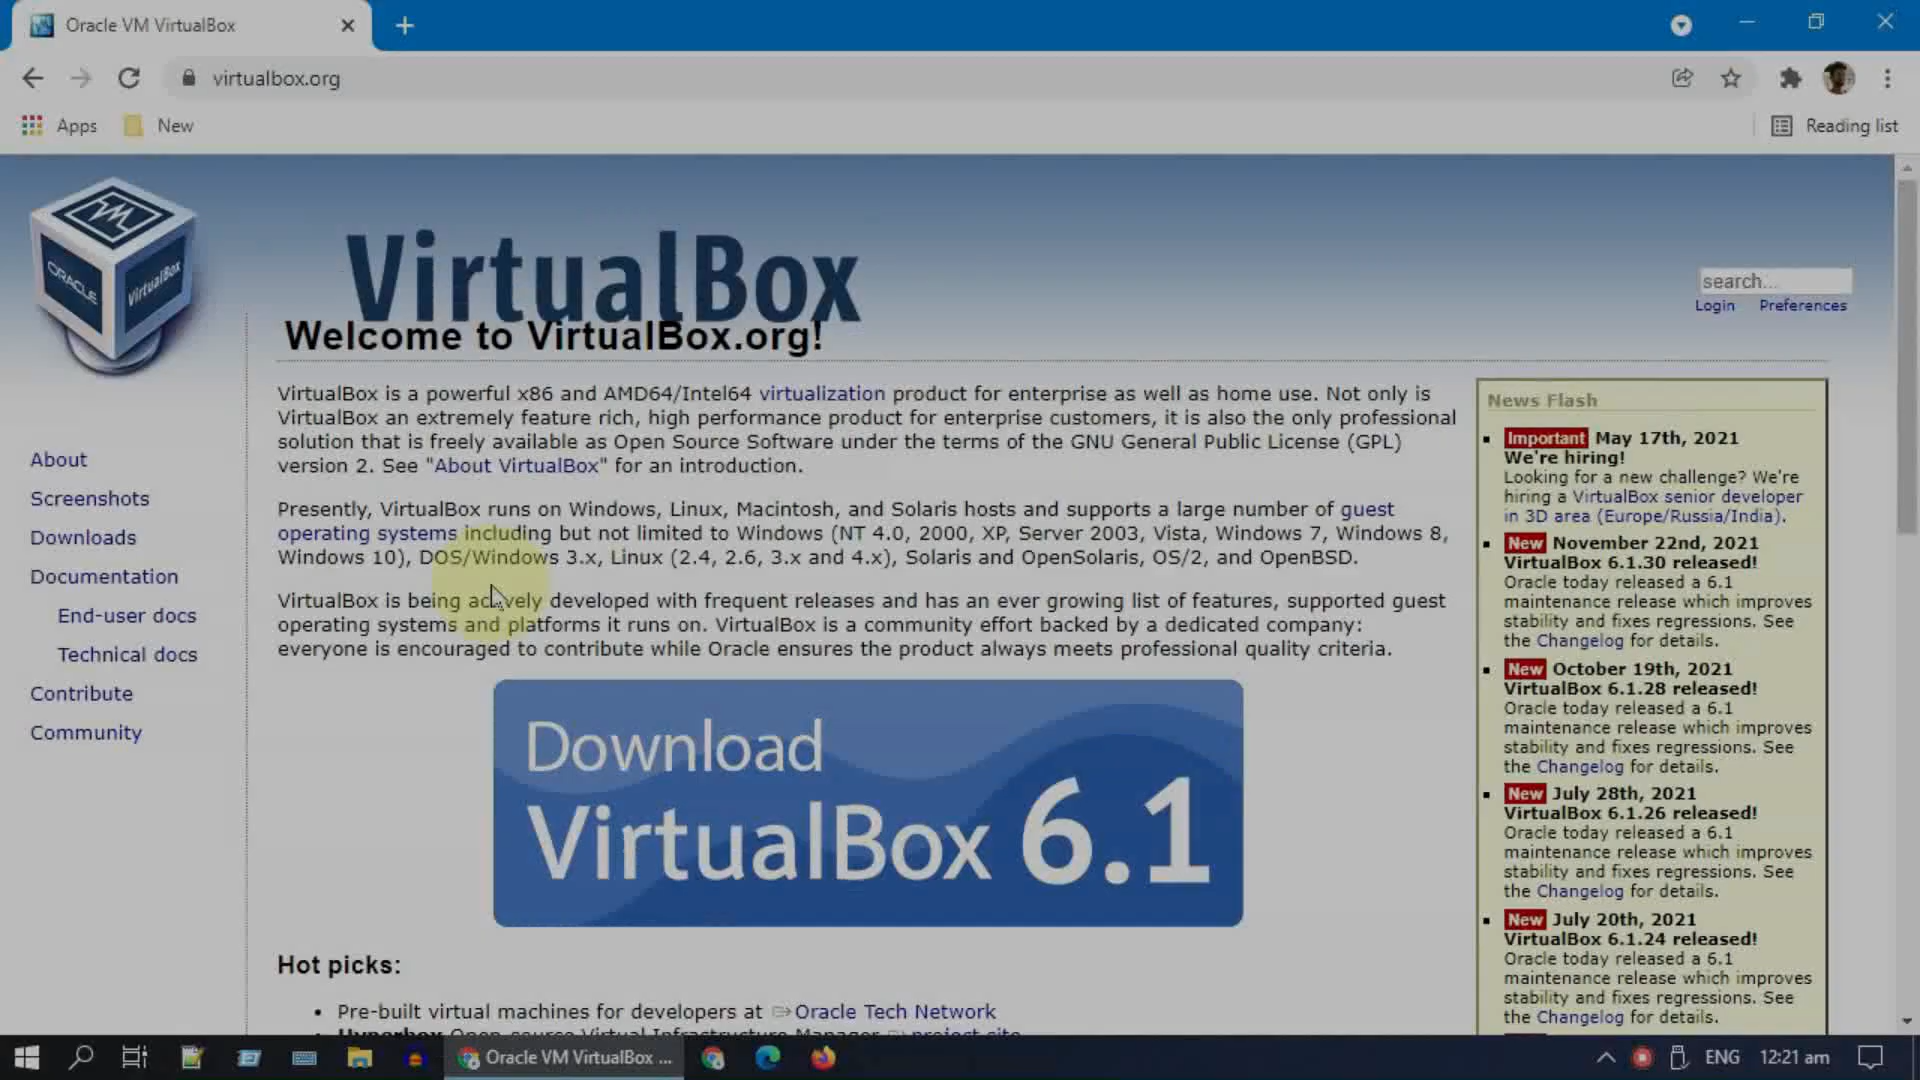 Oracle VM VirtualBox
virtualbox.org
Apps
New
Reading list
ORACLE
VirtualBox
VirtualBox
search...
Login Preferences
Welcome to VirtualBox.org!
About
Screenshots
Downloads
Documentation
End-user docs
Technical docs
Contribute
Community
VirtualBox is a powerful x86 and AMD64/Intel64 virtualization product for enterprise as well as home use. Not only is
VirtualBox an extremely feature rich, high performance product for enterprise customers, it is also the only professional
solution that is freely available as Open Source Software under the terms of the GNU General Public License (GPL)
version 2. See "About VirtualBox" for an introduction.
Presently, VirtualBox runs on Windows, Linux, Macintosh, and Solaris hosts and supports a large number of guest
operating systems including but not limited to Windows (NT 4.0, 2000, XP, Server 2003, Vista, Windows 7, Windows 8,
Windows 10), DOS/Windows 3.x, Linux (2.4, 2.6, 3.x and 4.x), Solaris and OpenSolaris, OS/2, and OpenBSD.
VirtualBox is being actively developed with frequent releases and has an ever growing list of features, supported guest
operating systems and platforms it runs on. VirtualBox is a community effort backed by a dedicated company:
everyone is encouraged to contribute while Oracle ensures the product always meets professional quality criteria.
Download
VirtualBox 6.1
Hot picks:
Pre-built virtual machines for developers at Oracle Tech Network
Hyperbox Open-source Virtual Infrastructure Manager project site
News Flash
Important May 17th, 2021
We're hiring!
Looking for a new challenge? We're
hiring a VirtualBox senior developer
in 3D area (Europe/Russia/India).
New November 22nd, 2021
VirtualBox 6.1.30 released!
Oracle today released a 6.1
maintenance release which improves
stability and fixes regressions. See
the Changelog for details.
New October 19th, 2021
VirtualBox 6.1.28 released!
Oracle today released a 6.1
maintenance release which improves
stability and fixes regressions. See
the Changelog for details.
New July 28th, 2021
VirtualBox 6.1.26 released!
Oracle today released a 6.1
maintenance release which improves
stability and fixes regressions. See
the Changelog for details.
New July 20th, 2021
VirtualBox 6.1.24 released!
Oracle today released a 6.1
maintenance release which improves
stability and fixes regressions. See
the Changelog for details.
Oracle VM VirtualBox ...
ENG
12:21 am